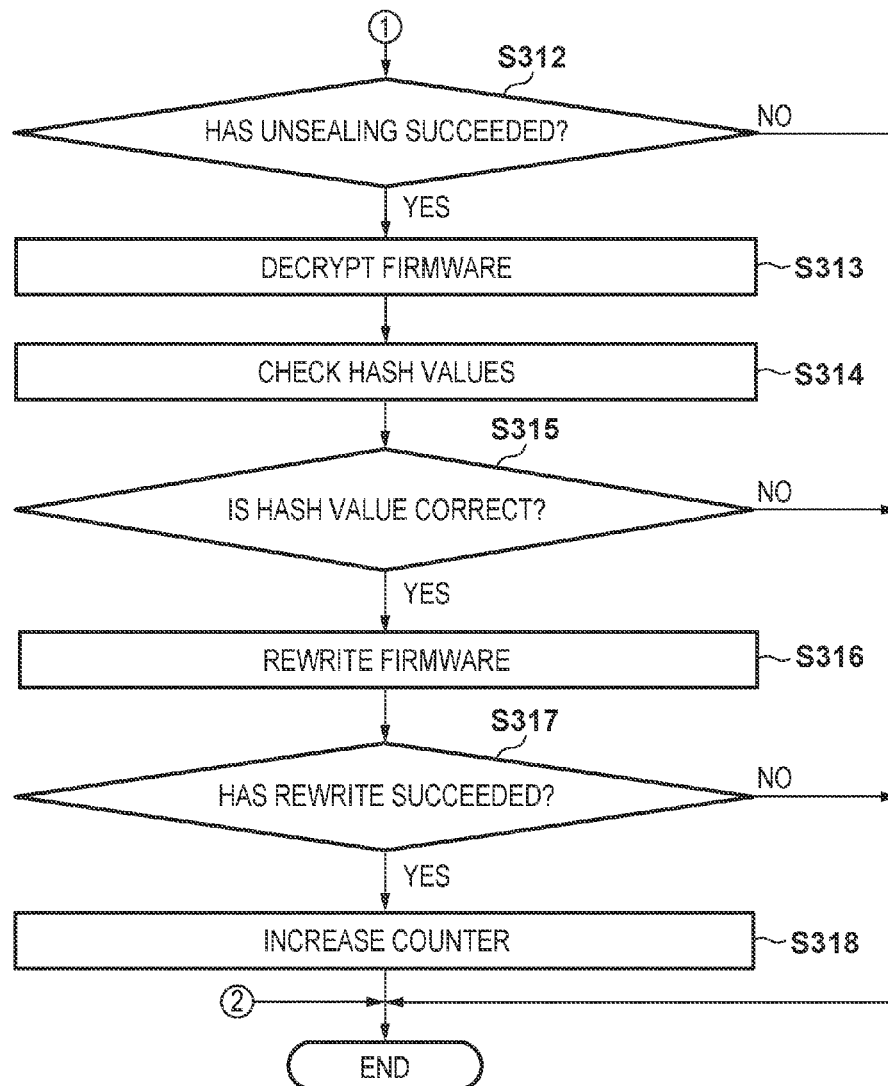 1
S312
HAS UNSEALING SUCCEEDED?
NO
YES
DECRYPT FIRMWARE
S313
CHECK HASH VALUES
S314
S315
IS HASH VALUE CORRECT?
NO
YES
REWRITE FIRMWARE
S316
S317
HAS REWRITE SUCCEEDED?
NO
YES
INCREASE COUNTER
S318
2
END